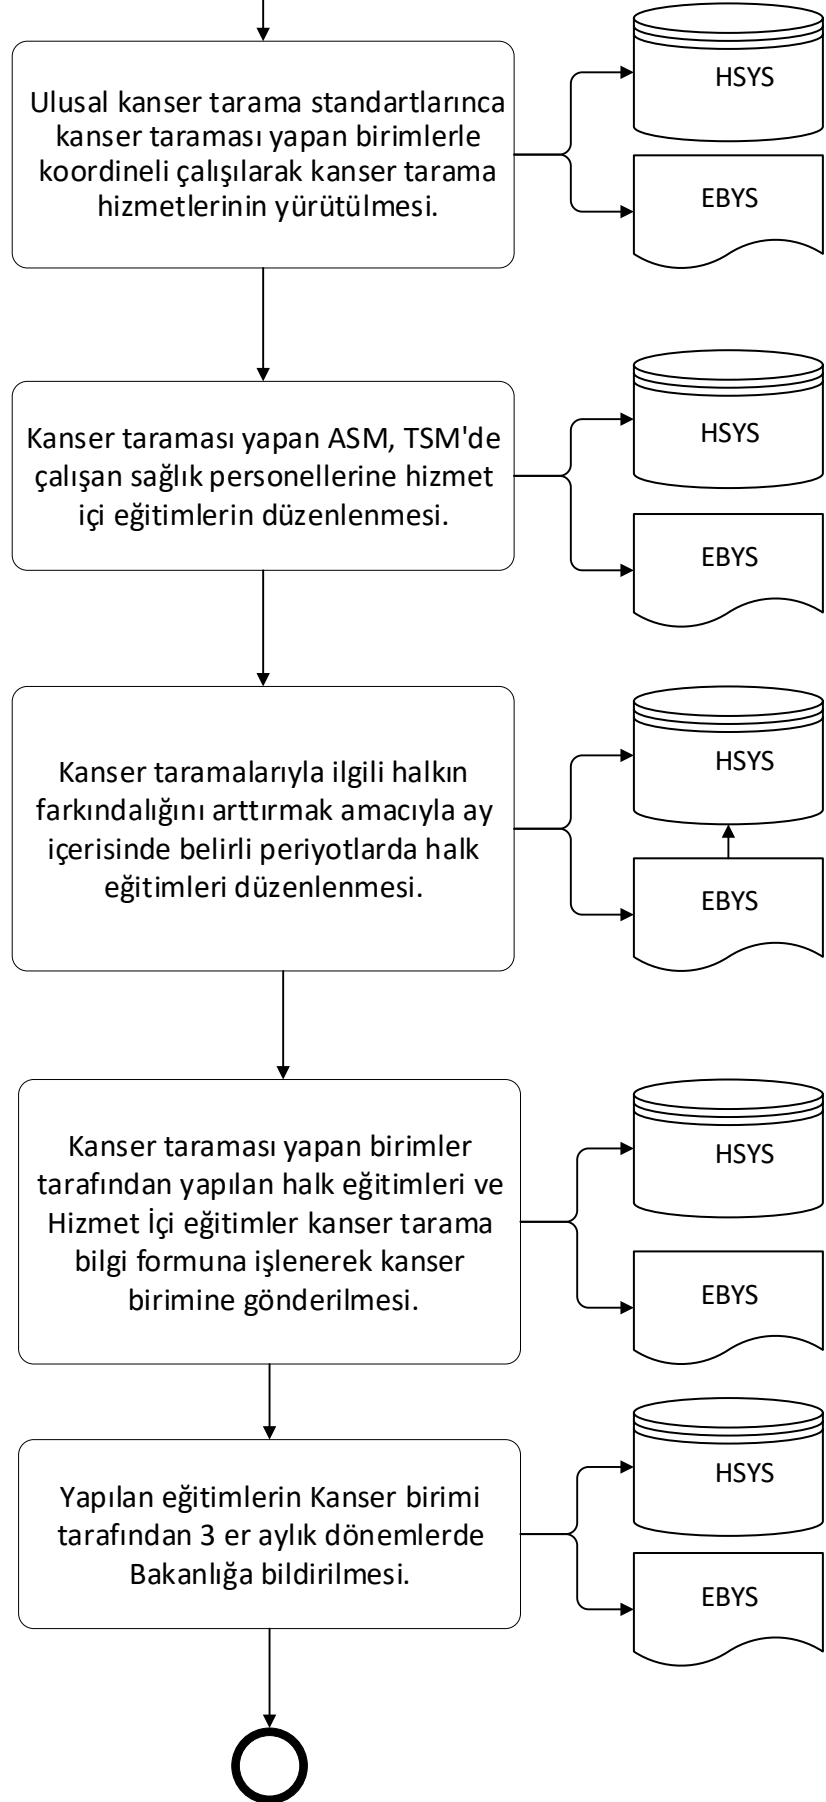 Ulusal kanser tarama standartlarınca
kanser taraması yapan birimlerle
koordineli çalışılarak kanser tarama
hizmetlerinin yürütülmesi.
HSYS
EBYS
Kanser taraması yapan ASM, TSM'de
çalışan sağlık personellerine hizmet
içi eğitimlerin düzenlenmesi.
HSYS
EBYS
Kanser taramalarıyla ilgili halkın
farkındalığını arttırmak amacıyla ay
içerisinde belirli periyotlarda halk
eğitimleri düzenlenmesi.
HSYS
EBYS
Kanser taraması yapan birimler
tarafından yapılan halk eğitimleri ve
Hizmet İçi eğitimler kanser tarama
bilgi formuna işlenerek kanser
birimine gönderilmesi.
HSYS
EBYS
Yapılan eğitimlerin Kanser birimi
tarafından 3 er aylık dönemlerde
Bakanlığa bildirilmesi.
HSYS
EBYS